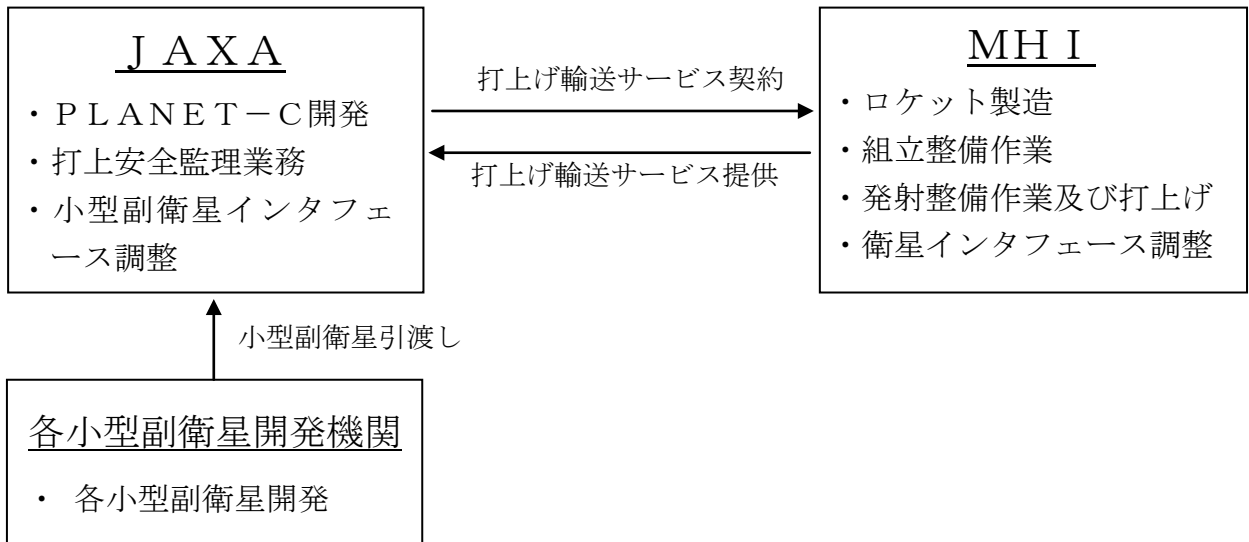 ＪＡＸＡ
・ＰＬＡＮＥＴ－Ｃ開発
・打上安全監理業務
・小型副衛星インタフェ
ース調整
打上げ輸送サービス契約
打上げ輸送サービス提供
ＭＨＩ
・ロケット製造
・組立整備作業
・発射整備作業及び打上げ
・衛星インタフェース調整
小型副衛星引渡し
各小型副衛星開発機関
・ 各小型副衛星開発